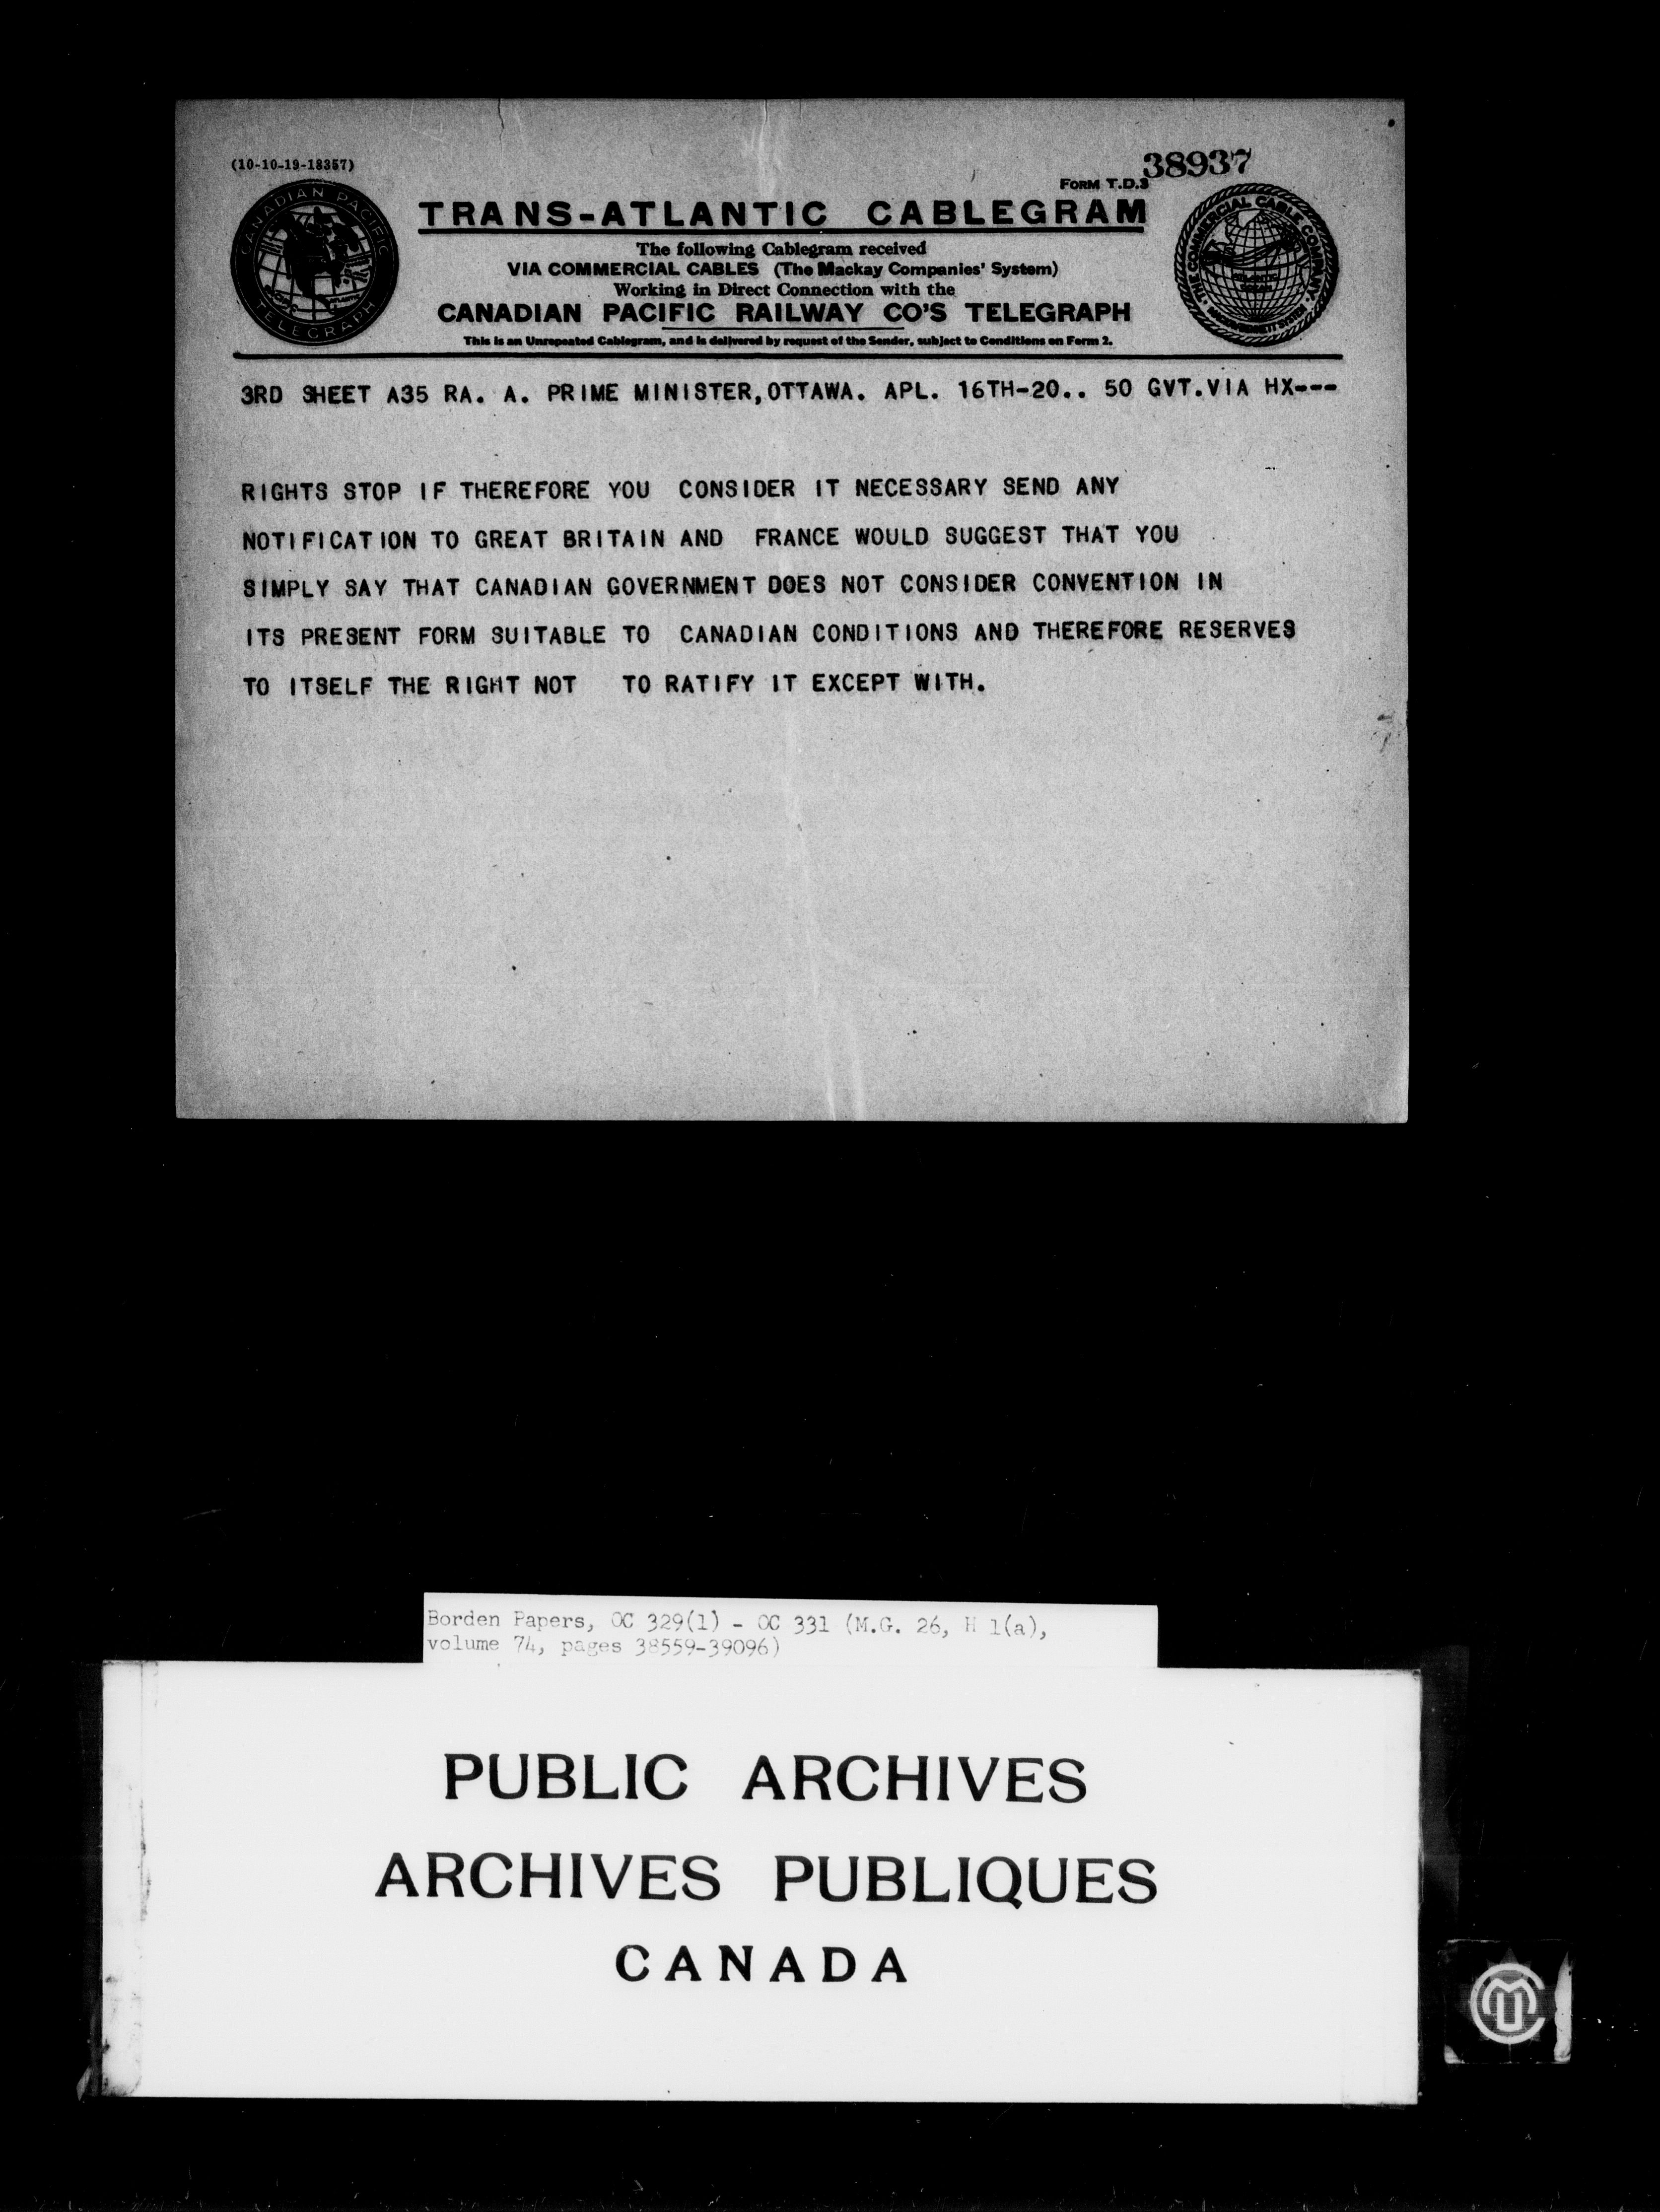 (10-10-19-18357)
38937
FORM T.D.3
CANADIAN PACIFIC
TELEGRAPH
TRANS-ATLANTIC CABLEGRAM
THE COMMERCIAL CABLE COMPANY
The following Cablegram received
VIA COMMERCIAL CABLES (The Mackay Companies' System)
Working in Direct Connection with the
CANADIAN PACIFIC RAILWAY CO'S TELEGRAPH
This is an Unrepeated Cablegram, and is delivered by request of the Sender, subject to Conditions on Form 2.
3RD SHEET A35 RA. A. PRIME MINISTER,OTTAWA. APL. 16TH-20.. 50 GVT.VIA HX---
RIGHTS STOP IF THEREFORE YOU CONSIDER IT NECESSARY SEND ANY
NOTIFICATION TO GREAT BRITAIN AND FRANCE WOULD SUGGEST THAT YOU
SIMPLY SAY THAT CANADIAN GOVERNMENT DOES NOT CONSIDER CONVENTION IN
ITS PRESENT FORM SUITABLE TO CANADIAN CONDITIONS AND THEREFORE RESERVES
TO ITSELF THE RIGHT NOT TO RATIFY IT EXCEPT WITH.
Borden Papers, OC 329(1) - OC 331 (M.G. 26, H 1(a),
volume 74, pages 38559-39096)
PUBLIC ARCHIVES
ARCHIVES PUBLIQUES
CANADA